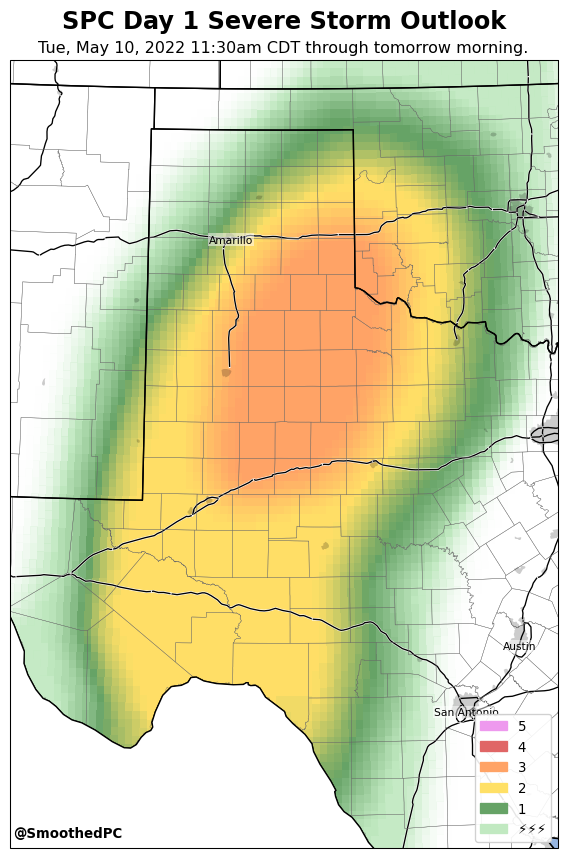 SPC Day 1 Severe Storm Outlook
Tue, May 10, 2022 11:30am CDT through tomorrow morning.
Amarillo
Austin
San Antonio
5
4
3
2
1
⚡⚡⚡
@SmoothedPC